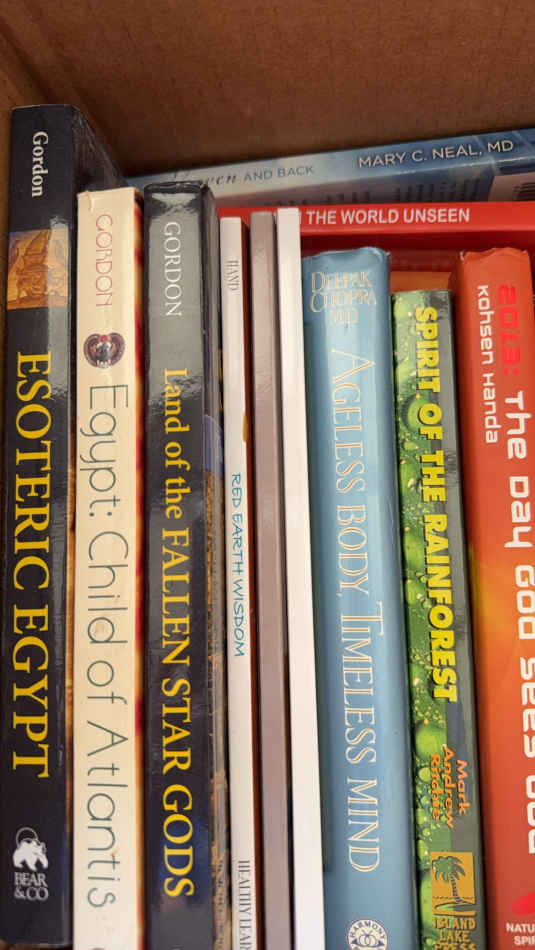 AND BACK
MARY C. NEAL, MD
THE WORLD UNSEEN
Gordon
ESOTERIC EGYPT
BEAR
& CO
GORDON
Egypt: Child of Atlantis
GORDON
Land of the FALLEN STAR GODS
HAND
RED EARTH WISDOM
DEEPAK
CHOPRA
M.D.
AGELESS BODY, TIMELESS MIND
HARMONY
SPIRIT OF THE RAINFOREST
Mark
Andrew
Ritchie
ISLAND
LAKE
2013: The Day God Sees God
Kohsen Handa